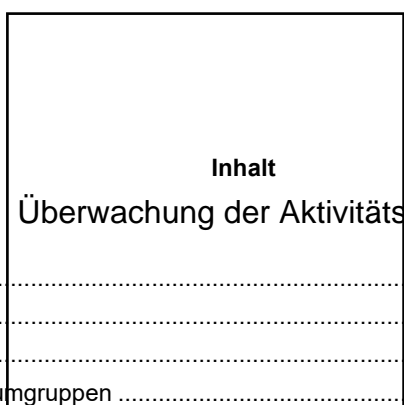 Inhalt
Überwachung der Aktivitäts
................................................................
................................................................
................................................................
umgruppen ............................................